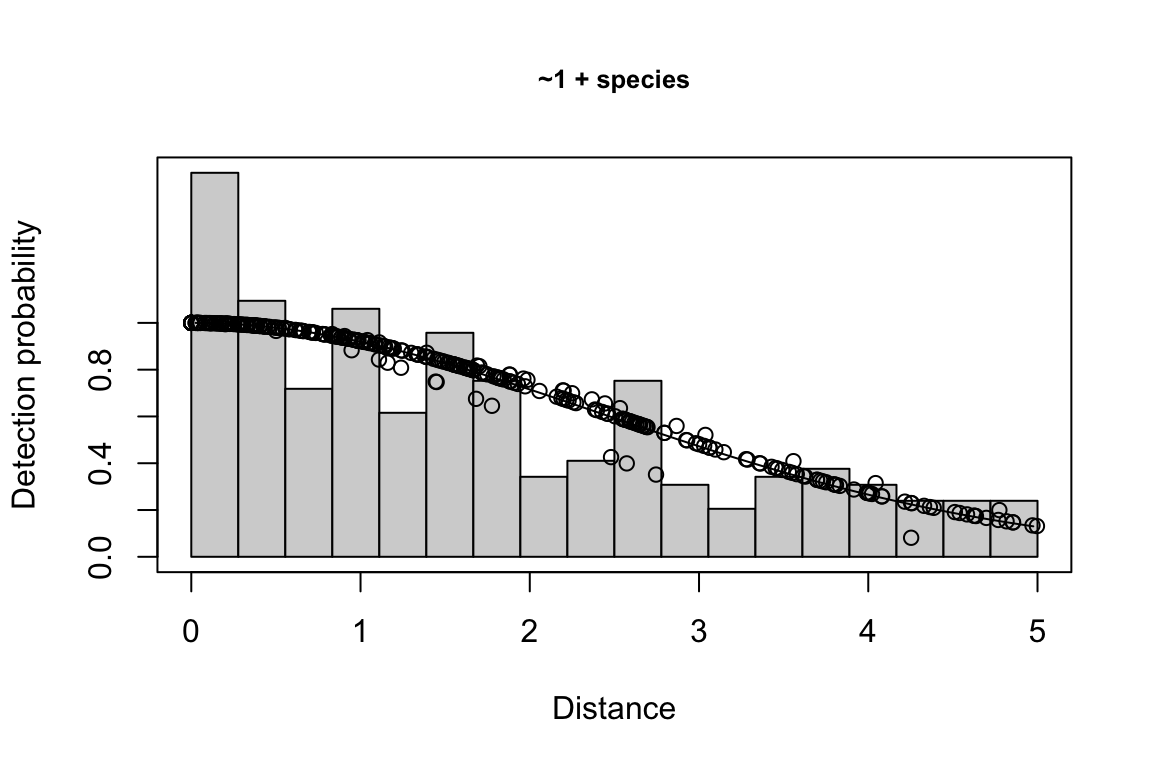 ~1 + species
Detection probability
0.8
0.4
0.0
0 1 2 3 4 5
Distance